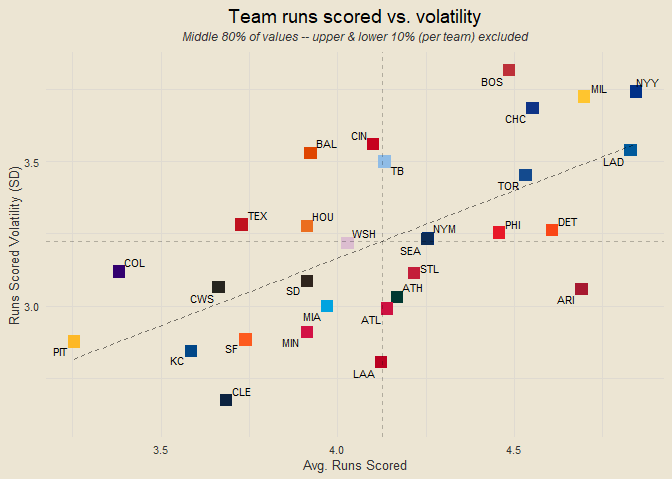 Team runs scored vs. volatility
Middle 80% of values -- upper & lower 10% (per team) excluded
BOS
NYY
MIL
CHC
CIN
BAL
3.5
TB
LAD
TOR
TEX
HOU
WSH
NYM
SEA
PHI
DET
COL
STL
CWS
SD
ATH
ARI
3.0
MIA
ATL
PIT
KC
SF
MIN
LAA
CLE
Runs Scored Volatility (SD)
3.5
4.0
4.5
Avg. Runs Scored